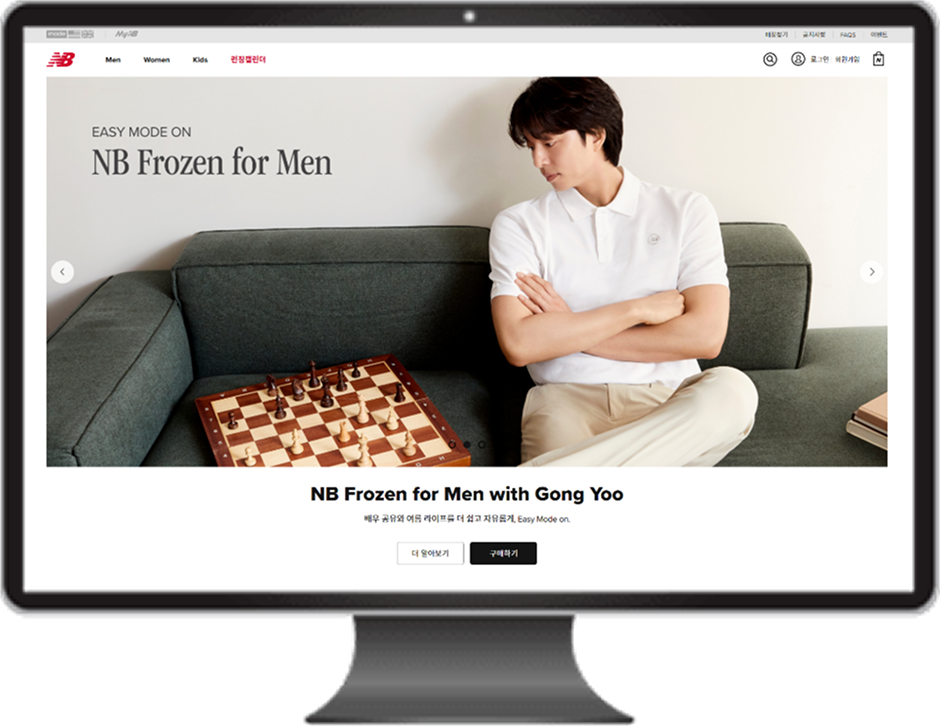 MyNB
매장찾기
공지사항
FAQS
이벤트
NB
Men
Women
Kids
런칭캘린더
로그인
회원가입
N
EASY MODE ON
NB Frozen for Men
NB Frozen for Men with Gong Yoo
배우 공유와 여름 라이프를 더 쉽고 자유롭게, Easy Mode on.
더 알아보기
구매하기